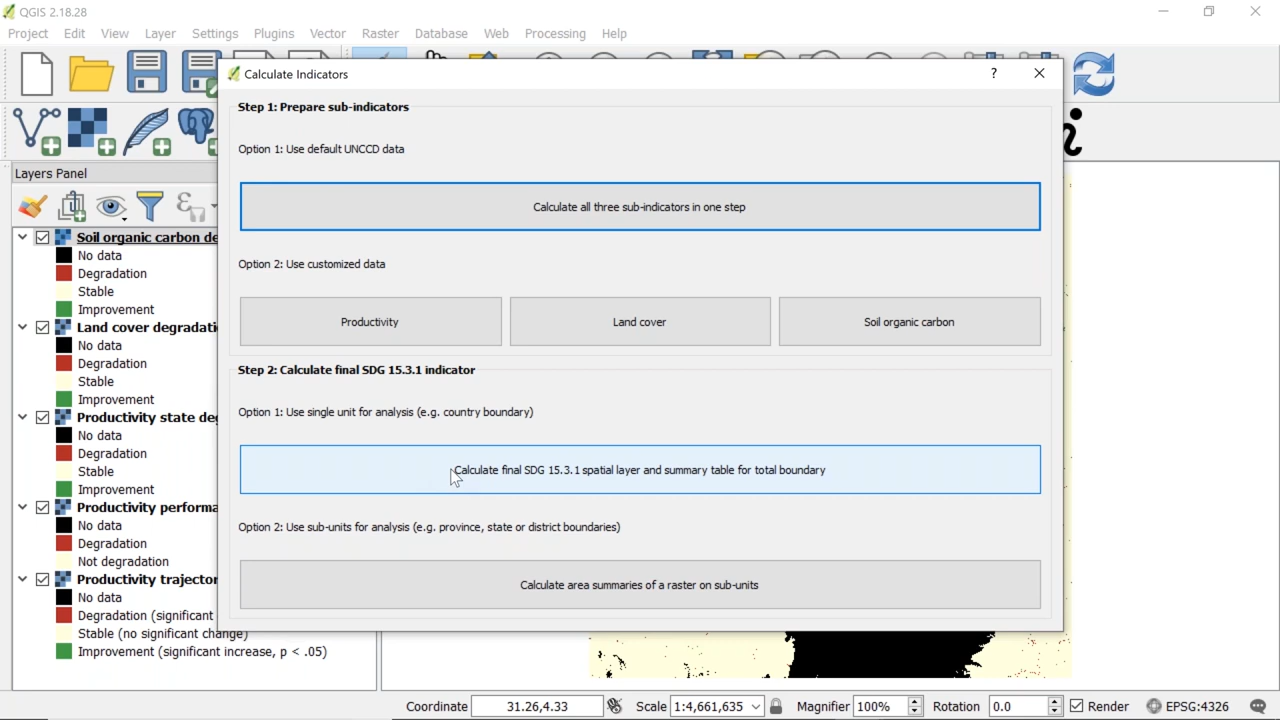 QGIS 2.18.28
Project Edit View Layer Settings Plugins Vector Raster Database Web Processing Help
Calculate Indicators ?
Step 1: Prepare sub-indicators
Option 1: Use default UNCCD data
Calculate all three sub-indicators in one step
Option 2: Use customized data
Productivity Land cover Soil organic carbon
Step 2: Calculate final SDG 15.3.1 indicator
Option 1: Use single unit for analysis (e.g. country boundary)
Calculate final SDG 15.3.1 spatial layer and summary table for total boundary
Option 2: Use sub-units for analysis (e.g. province, state or district boundaries)
Calculate area summaries of a raster on sub-units
Layers Panel
Soil organic carbon de
No data
Degradation
Stable
Improvement
Land cover degradati
No data
Degradation
Stable
Improvement
Productivity state de
No data
Degradation
Stable
Improvement
Productivity performa
No data
Degradation
Not degradation
Productivity trajector
No data
Degradation (significant
Stable (no significant change)
Improvement (significant increase, p < .05)
Coordinate 31.26,4.33 Scale 1:4,661,635 Magnifier 100% Rotation 0.0 Render EPSG:4326